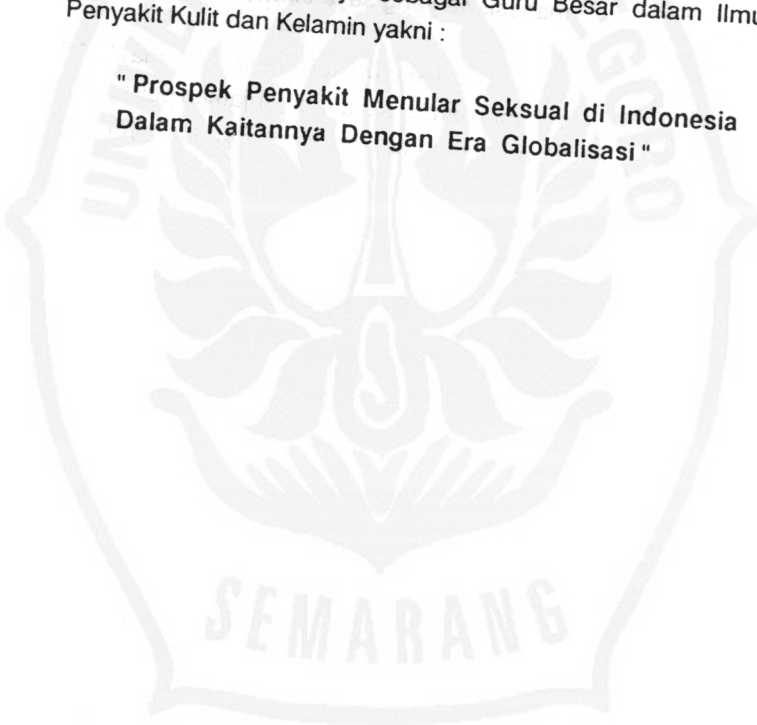 sebagai Guru Besar dalam Ilmu
Penyakit Kulit dan Kelamin yakni :
" Prospek Penyakit Menular Seksual di Indonesia
Dalam Kaitannya Dengan Era Globalisasi "
SEMARANG